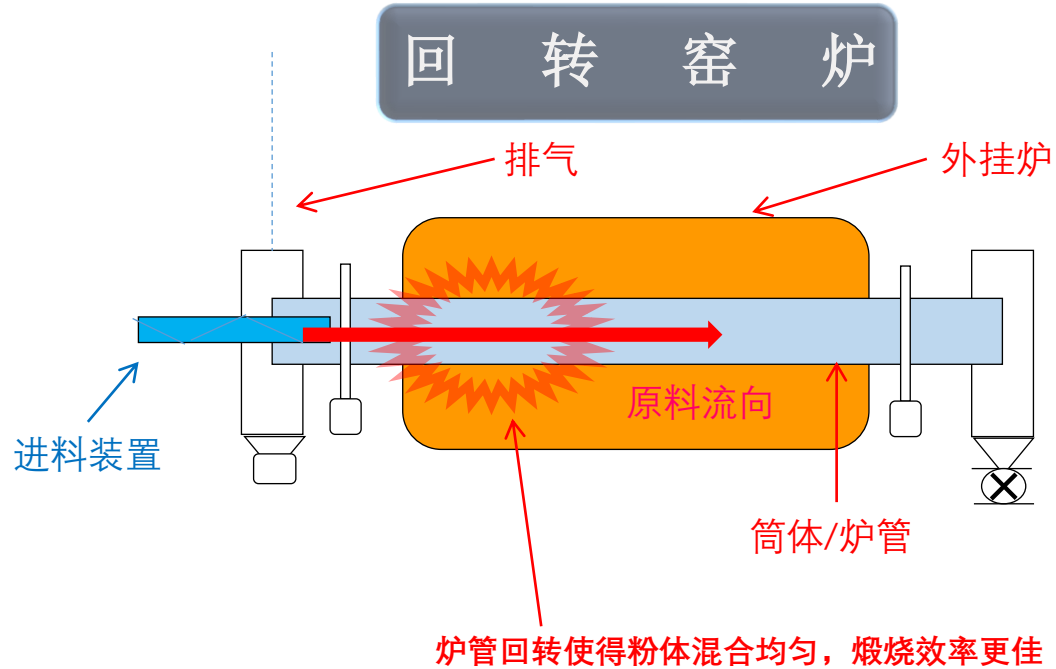 回 转 窑 炉
排气
外挂炉
原料流向
进料装置
筒体/炉管
炉管回转使得粉体混合均匀，煅烧效率更佳